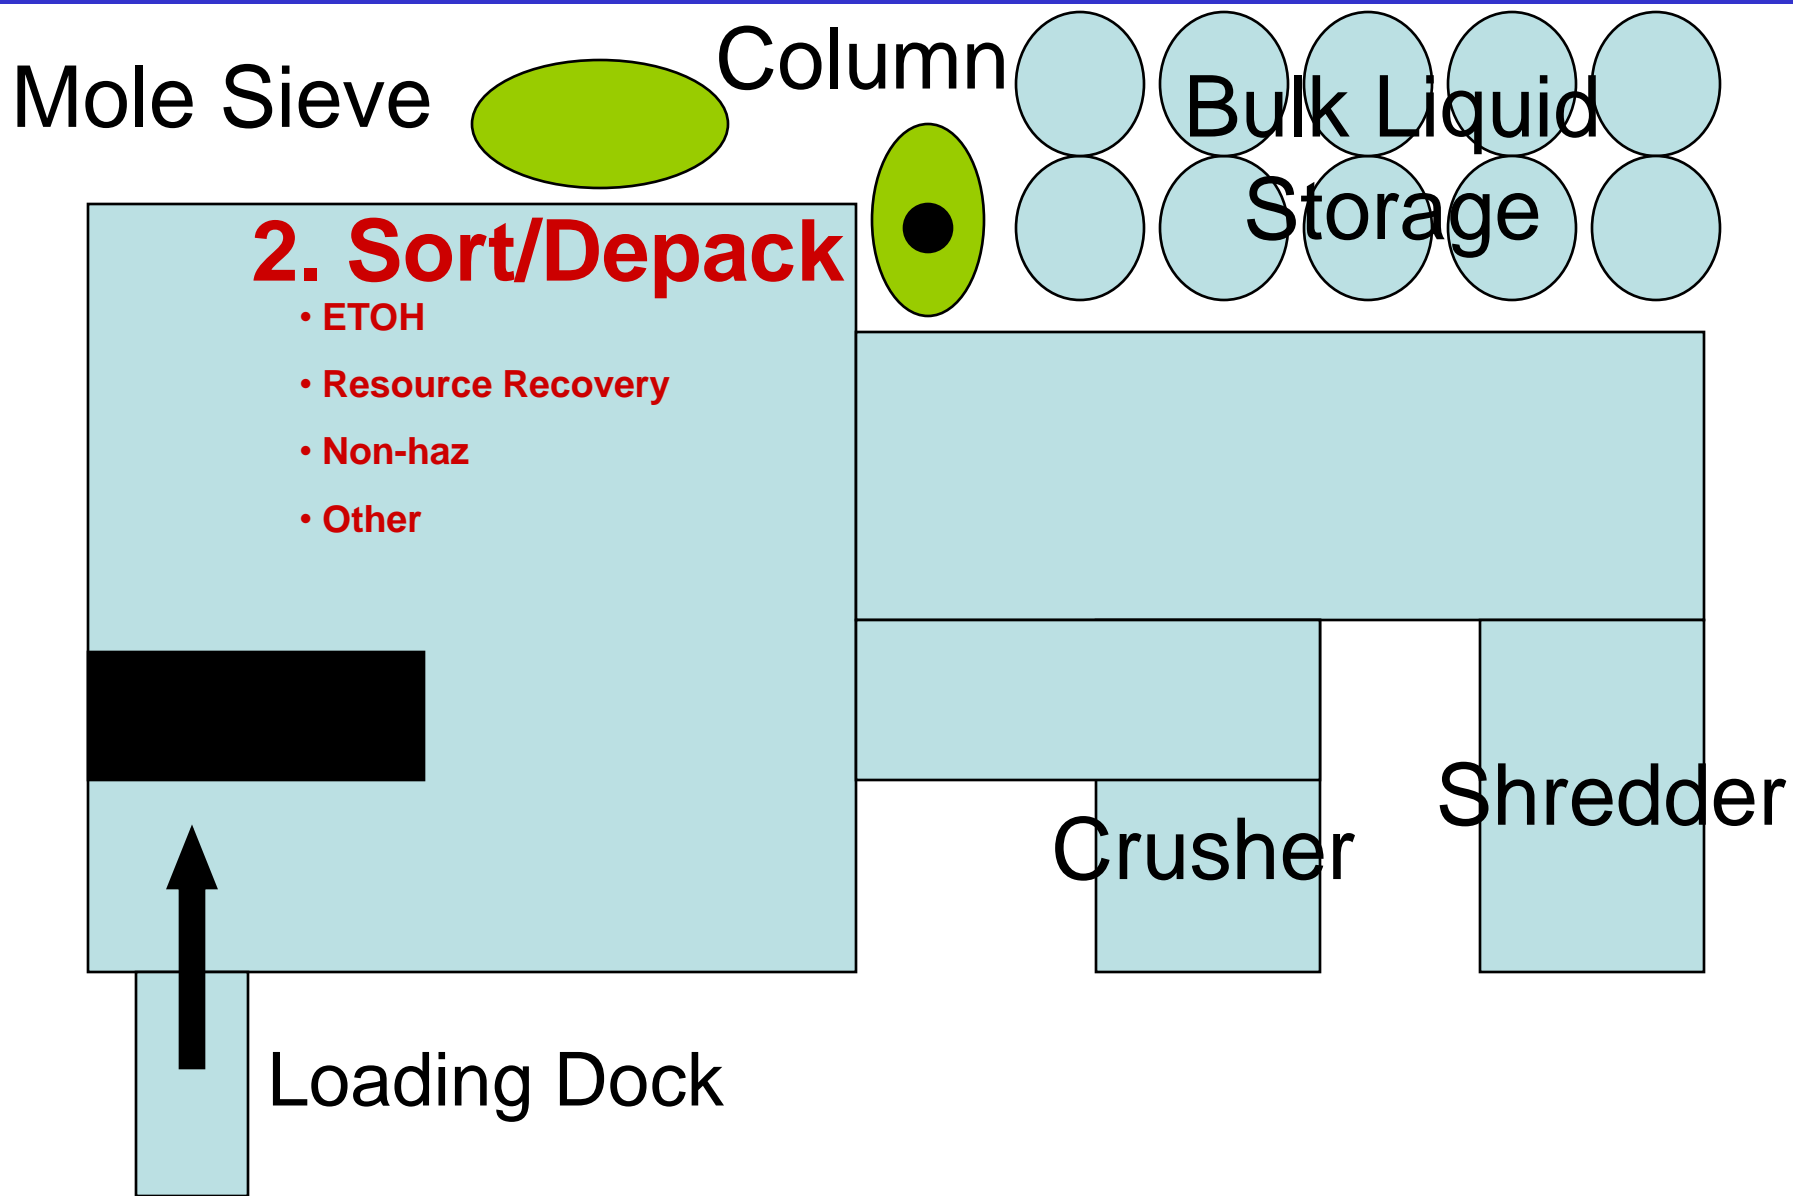 Column
Mole Sieve
Bulk Liquid
Storage
2. Sort/Depack
• ETOH
• Resource Recovery
• Non-haz
• Other
Shredder
Crusher
Loading Dock